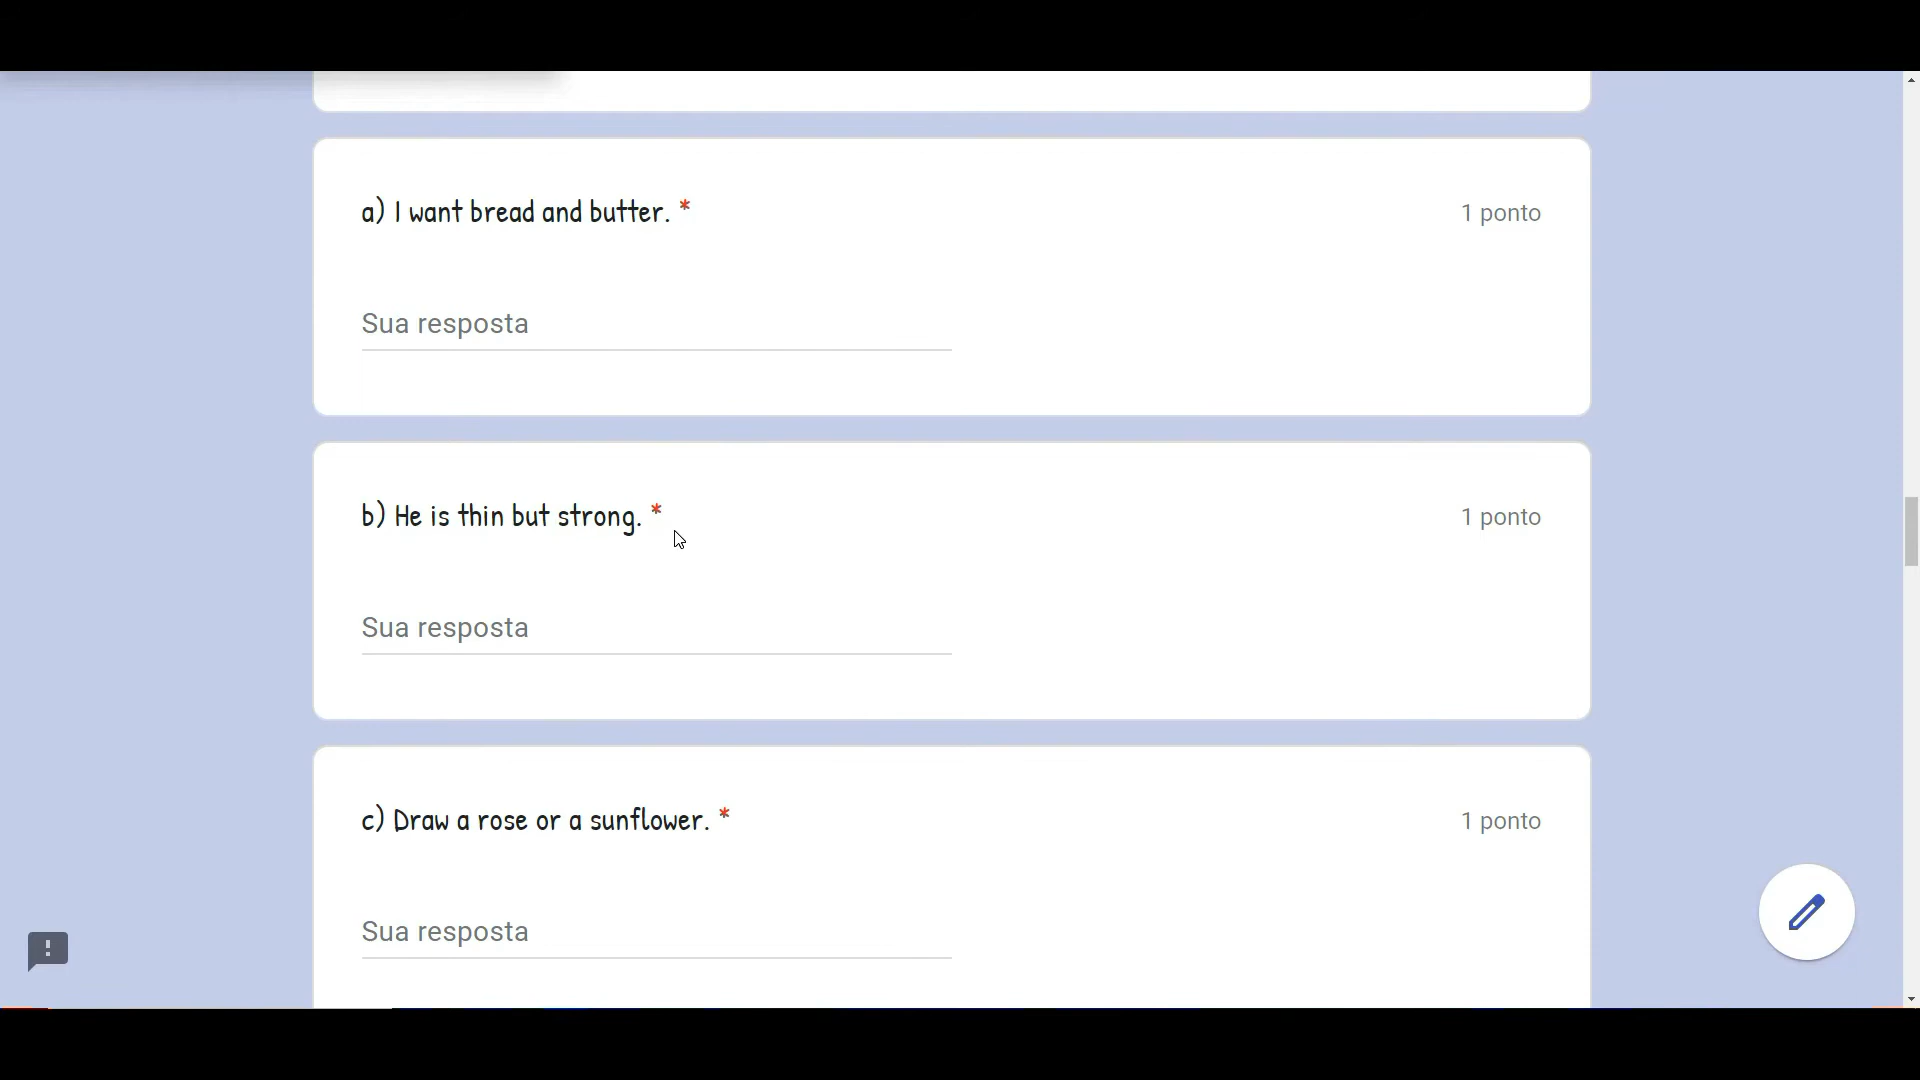 a) I want bread and butter. *
1 ponto
Sua resposta
b) He is thin but strong. *
1 ponto
Sua resposta
c) Draw a rose or a sunflower. *
1 ponto
Sua resposta